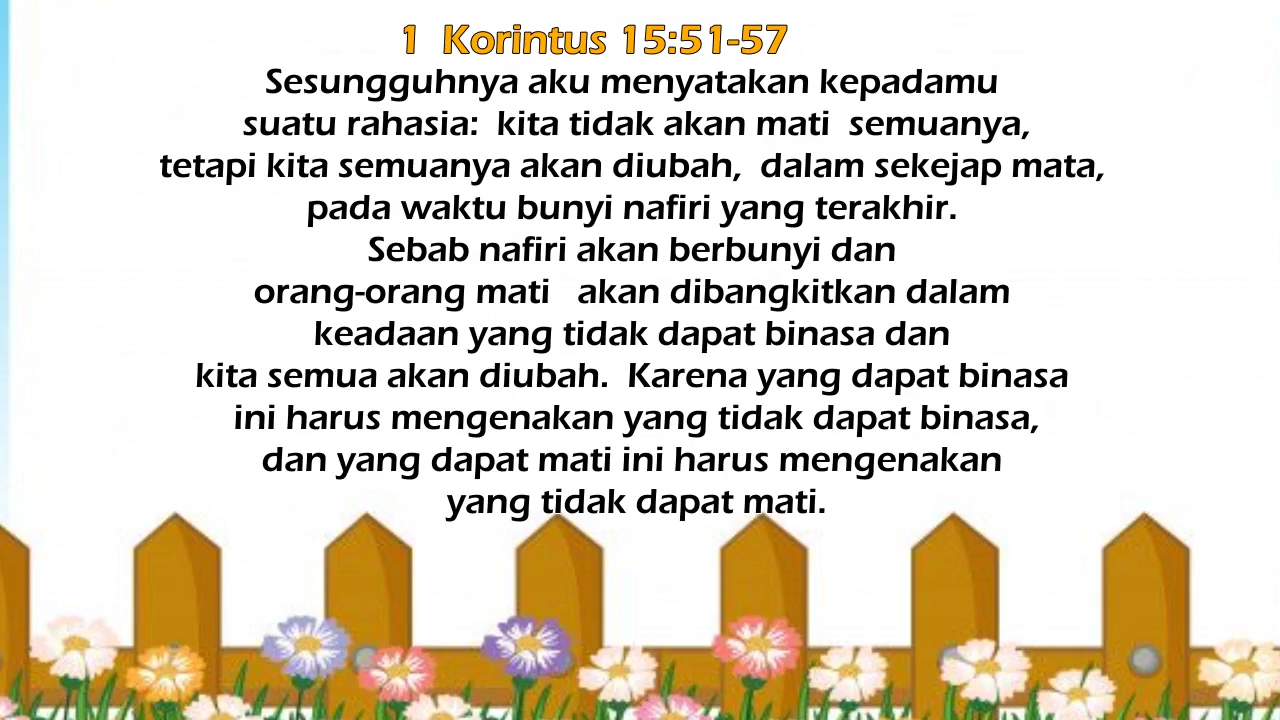 1 Korintus 15:51-57
Sesungguhnya aku menyatakan kepadamu
suatu rahasia: kita tidak akan mati semuanya,
tetapi kita semuanya akan diubah, dalam sekejap mata,
pada waktu bunyi nafiri yang terakhir.
Sebab nafiri akan berbunyi dan
orang-orang mati akan dibangkitkan dalam
keadaan yang tidak dapat binasa dan
kita semua akan diubah. Karena yang dapat binasa
ini harus mengenakan yang tidak dapat binasa,
dan yang dapat mati ini harus mengenakan
yang tidak dapat mati.